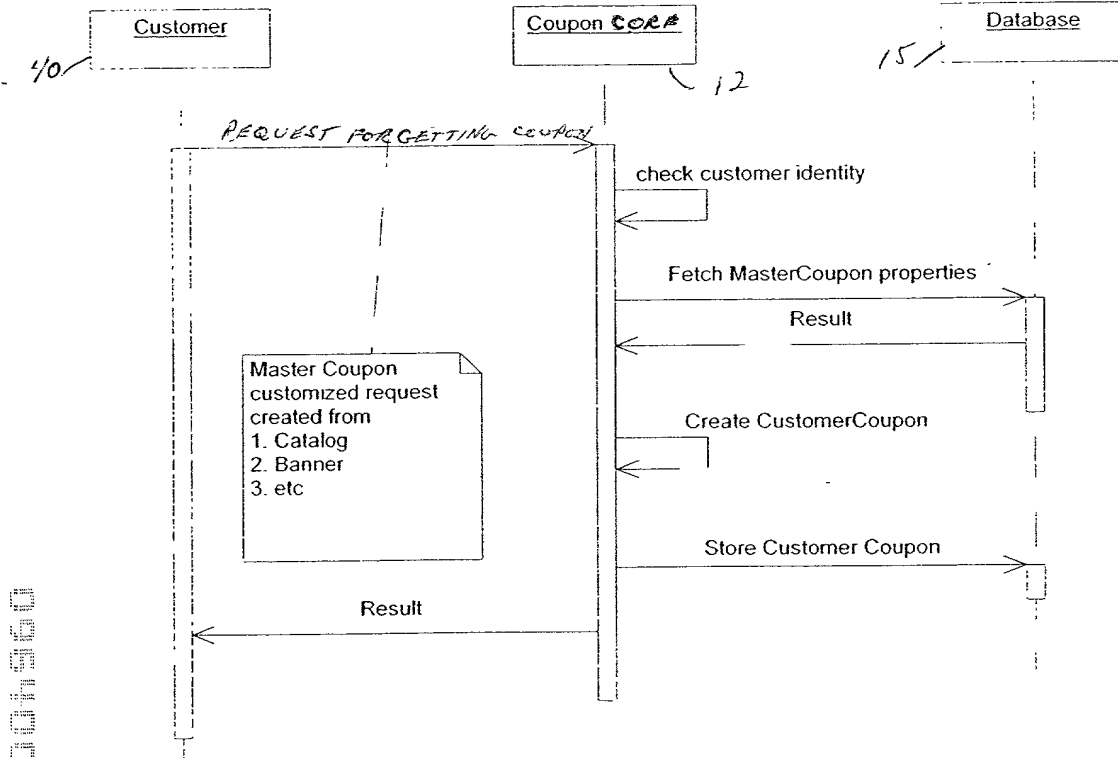 Customer
Coupon CORE
Database
40
12
15
REQUEST FOR GETTING COUPON
check customer identity
Fetch MasterCoupon properties
Result
Master Coupon
customized request
created from
1. Catalog
2. Banner
3. etc
Create CustomerCoupon
Store Customer Coupon
Result